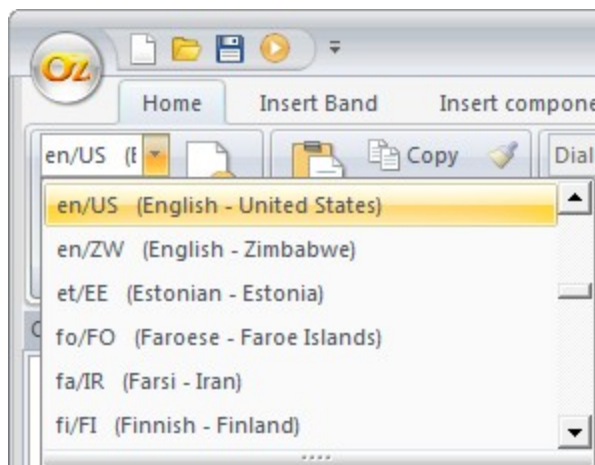 OZ
Home Insert Band Insert compone
en/US (E Copy Dial
en/US (English - United States)
en/ZW (English - Zimbabwe)
et/EE (Estonian - Estonia)
fo/FO (Faroese - Faroe Islands)
fa/IR (Farsi - Iran)
fi/FI (Finnish - Finland)